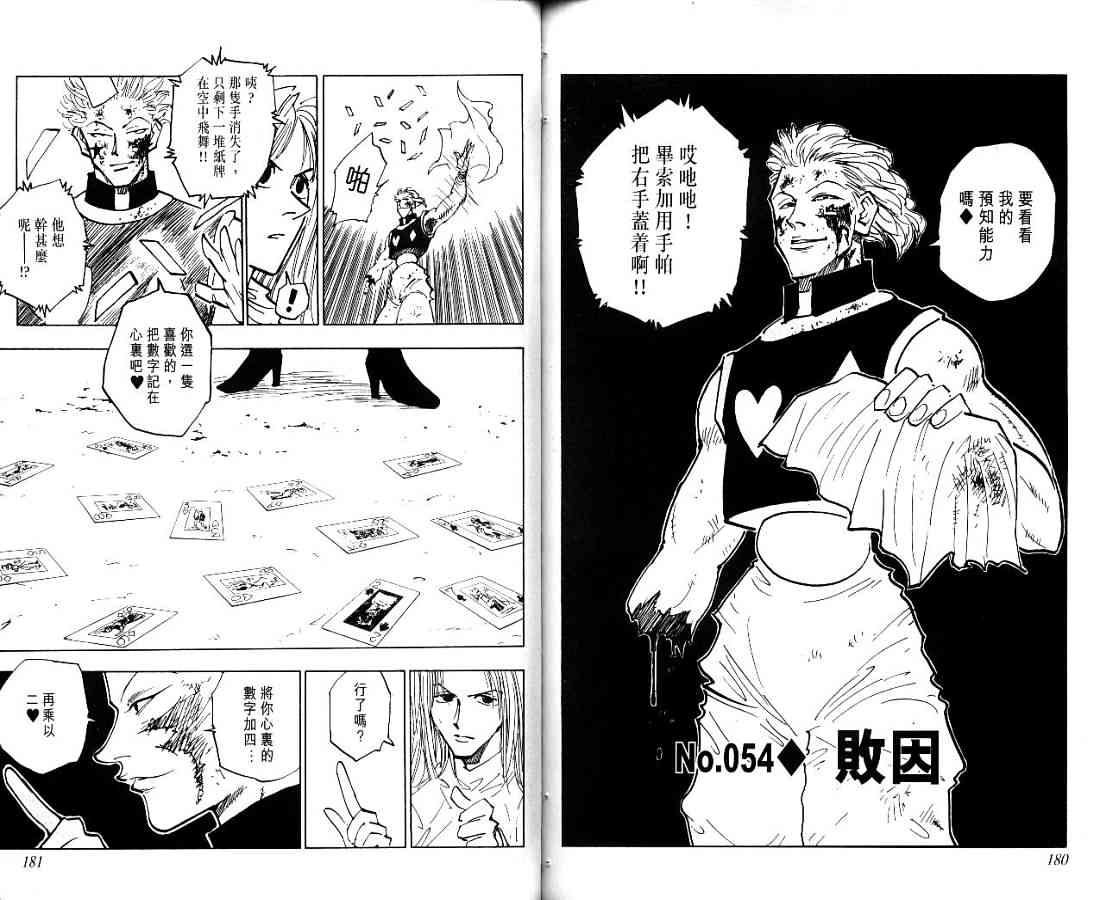 要看看
我的
預知能力
嗎♦
哎吔吔！
畢索加用手帕
把右手蓋着啊!!
No.054♦ 敗因
180
啪
咦？
那隻手消失了，
只剩下一堆紙牌
在空中飛舞!!
！
他想
幹甚麼
呢——!?
你選一隻
喜歡的，
把數字記在
心裏吧♥
行了嗎？
將你心裏的
數字加四…
再乘以
二♥
181